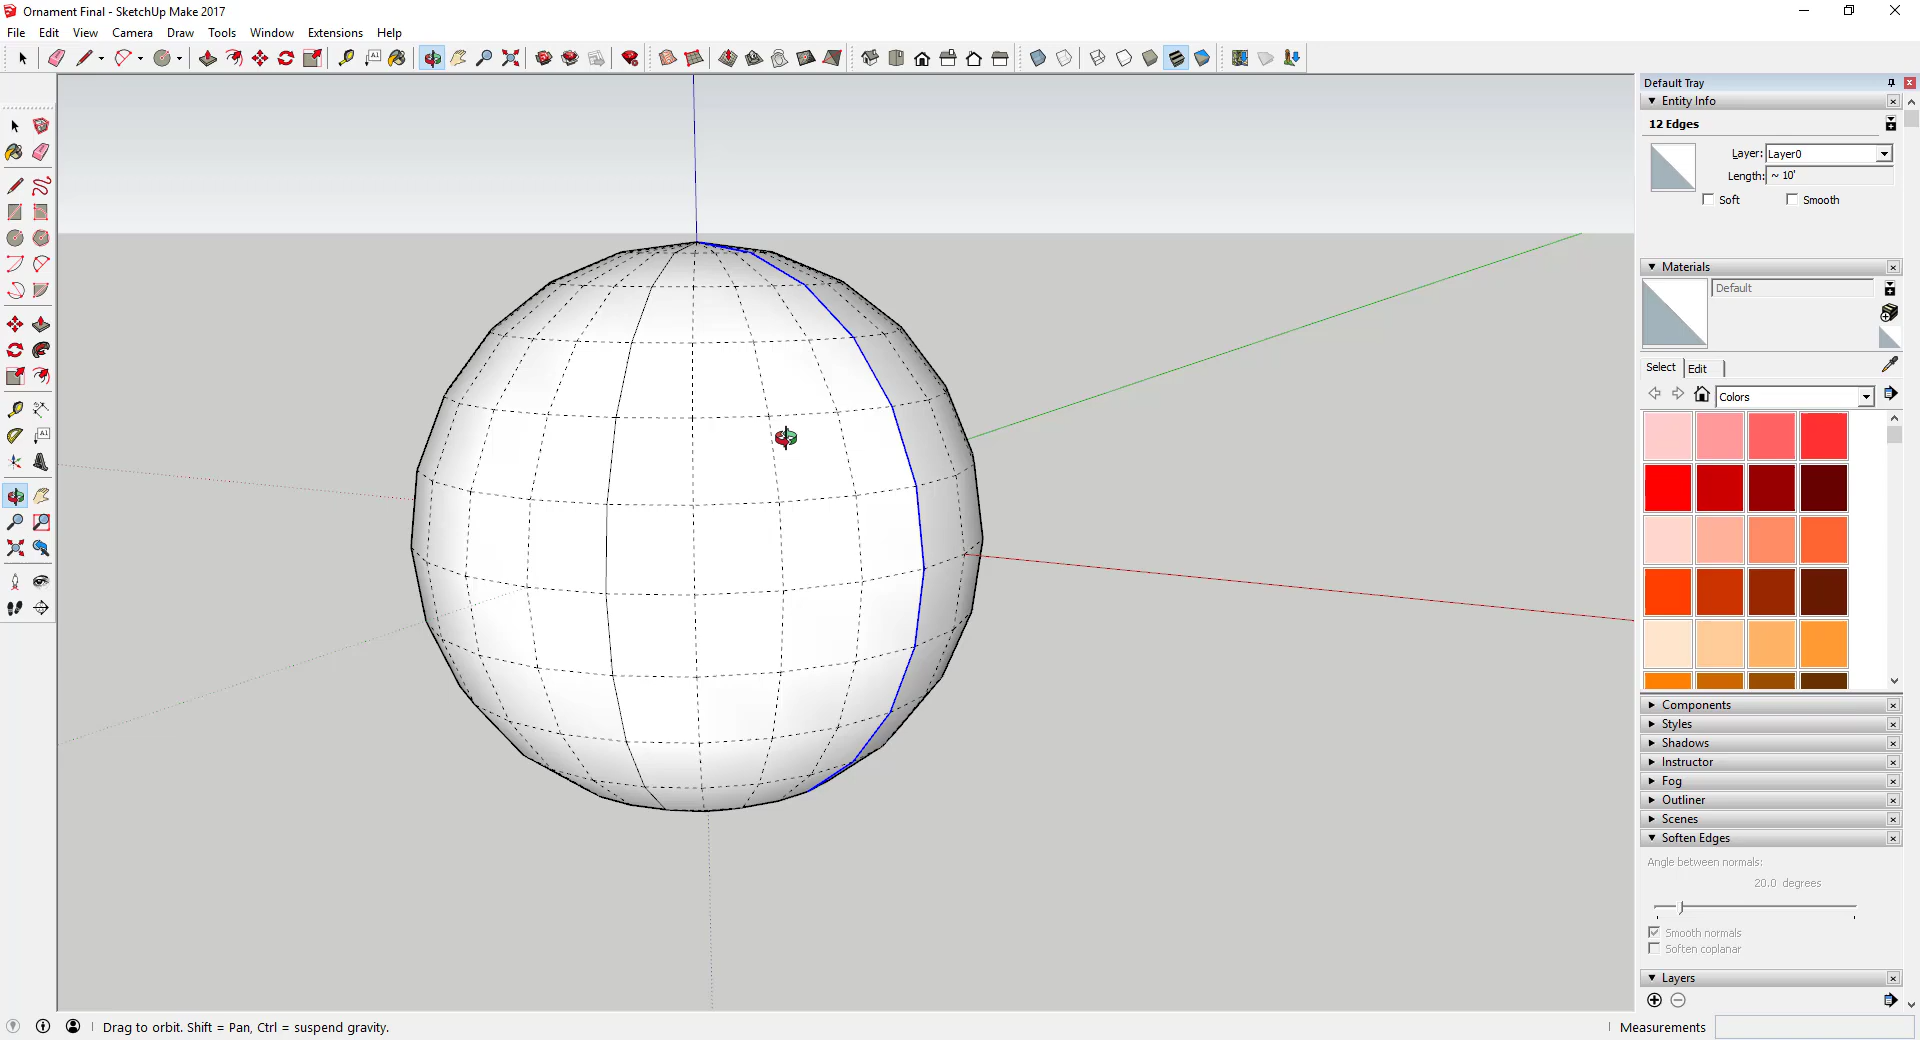 Ornament Final - SketchUp Make 2017
File Edit View Camera Draw Tools Window Extensions Help
Default Tray
Entity Info
12 Edges
Layer: Layer0
Length: ~ 10'
Soft Smooth
Materials
Default
Select Edit
Colors
Components
Styles
Shadows
Instructor
Fog
Outliner
Scenes
Soften Edges
Angle between normals:
20.0 degrees
Smooth normals
Soften coplanar
Layers
Drag to orbit. Shift = Pan, Ctrl = suspend gravity.
Measurements